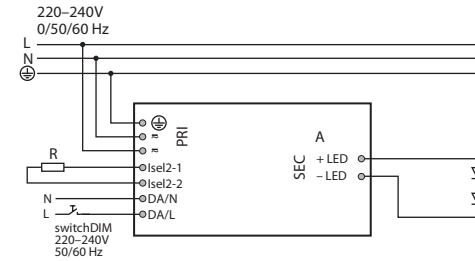 220–240V
0/50/60 Hz
L
N
PRI
A
SEC
+ LED
– LED
R
Isel2-1
Isel2-2
N
DA/N
L
DA/L
switchDIM
220–240V
50/60 Hz